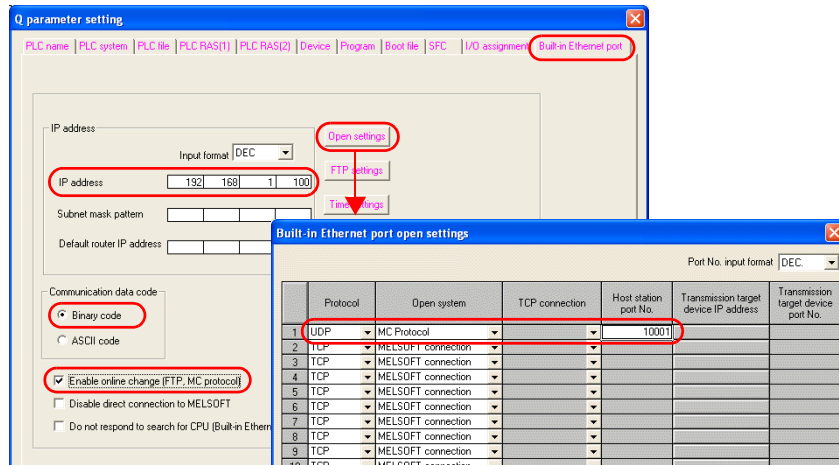 Q parameter setting
PLC name PLC system PLC file PLC RAS(1) PLC RAS(2) Device Program Boot file SFC I/O assignment Built-in Ethernet port
IP address
Input format DEC
Open settings
IP address 192 168 1 100
FTP settings
Subnet mask pattern
Default router IP address
Built-in Ethernet port open settings
Port No. input format DEC.
Protocol Open system TCP connection Host station port No. Transmission target device IP address Transmission target device port No.
1 UDP MC Protocol 10001
2 TCP MELSOFT connection
3 TCP MELSOFT connection
4 TCP MELSOFT connection
5 TCP MELSOFT connection
6 TCP MELSOFT connection
7 TCP MELSOFT connection
8 TCP MELSOFT connection
9 TCP MELSOFT connection
10 TCP MELSOFT connection
Communication data code
Binary code
ASCII code
Enable online change (FTP, MC protocol)
Disable direct connection to MELSOFT
Do not respond to search for CPU (Built-in Ethern